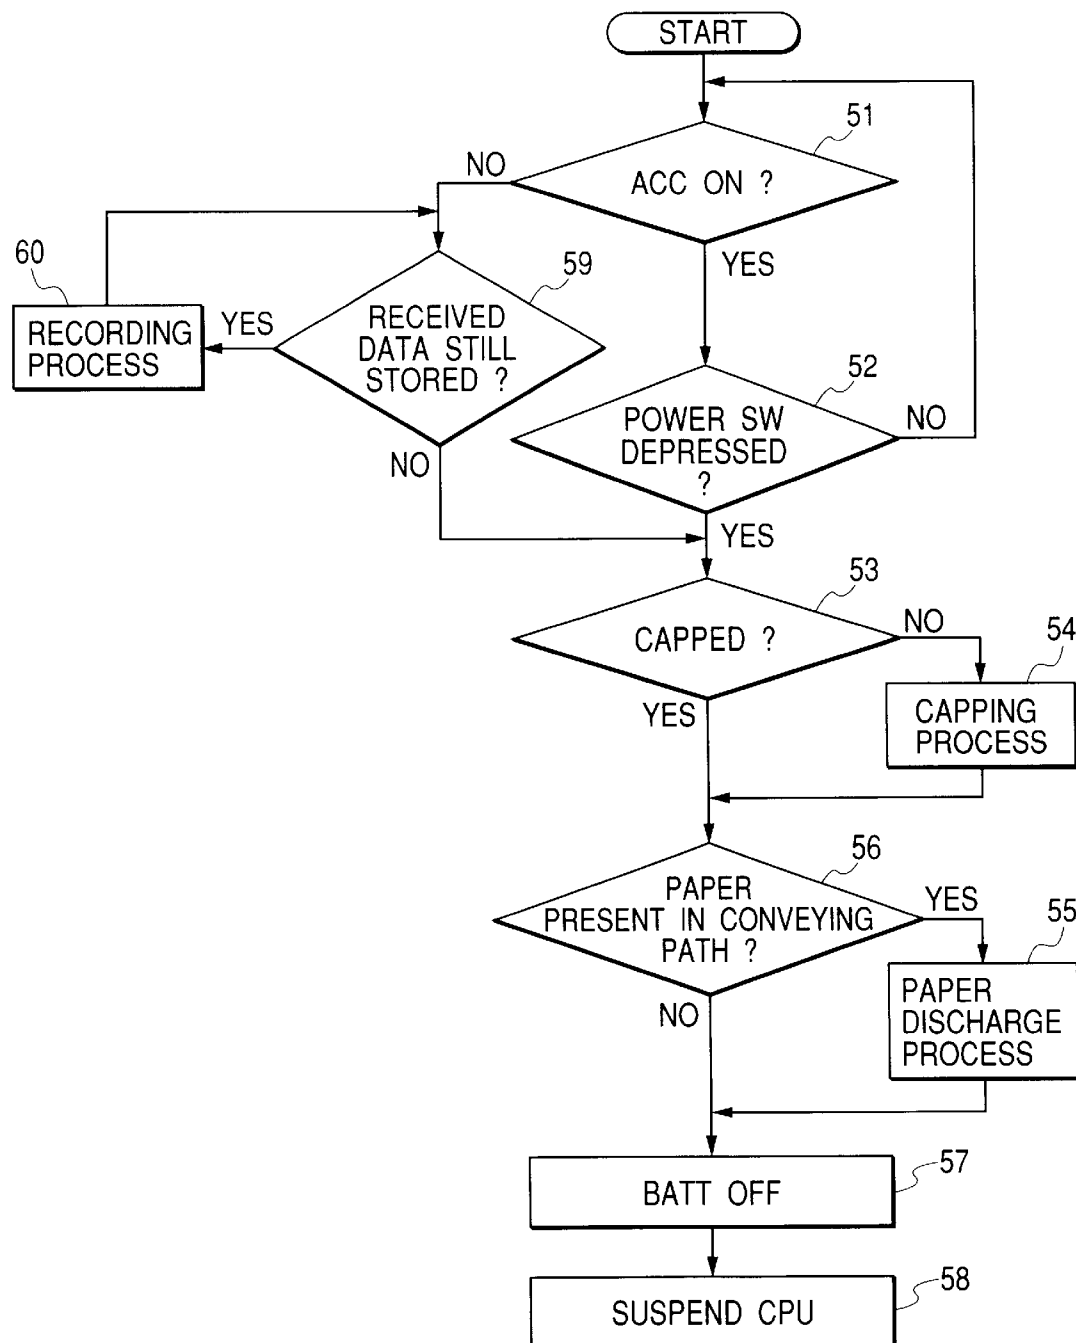 START
51
ACC ON ?
NO
YES
60
RECORDING
PROCESS
YES
59
RECEIVED
DATA STILL
STORED ?
NO
52
POWER SW
DEPRESSED
?
NO
YES
53
CAPPED ?
NO
YES
54
CAPPING
PROCESS
56
PAPER
PRESENT IN CONVEYING
PATH ?
YES
NO
55
PAPER
DISCHARGE
PROCESS
BATT OFF
57
SUSPEND CPU
58